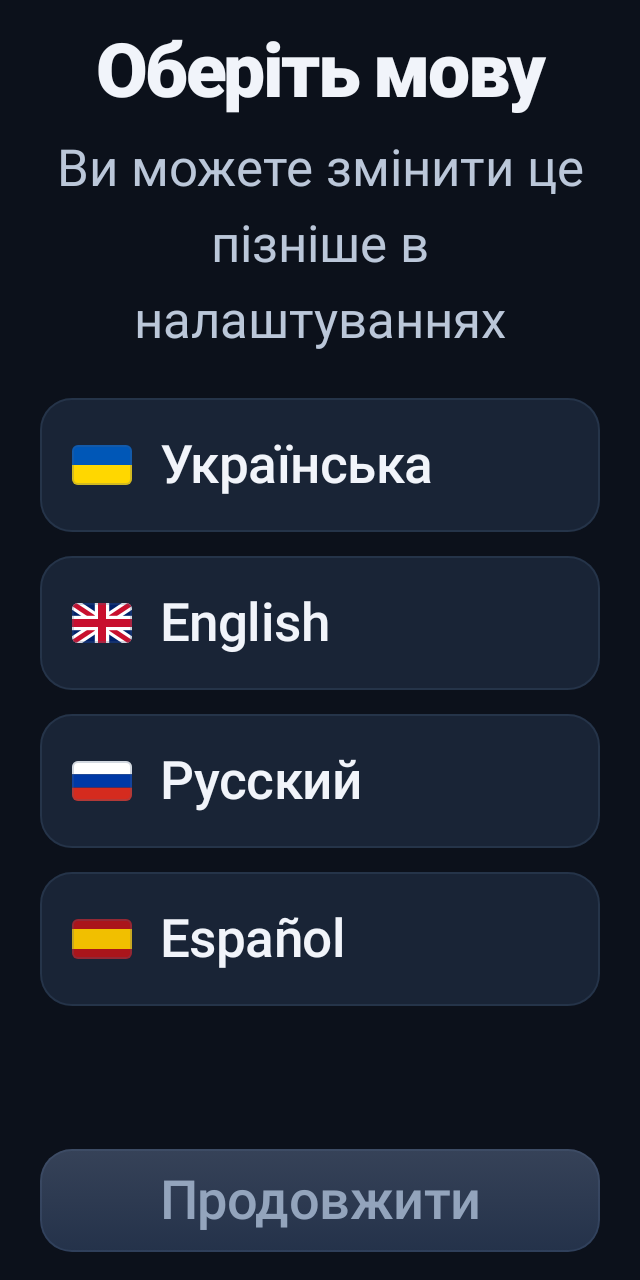 Оберіть мову
Ви можете змінити це
пізніше в
налаштуваннях
Українська
English
Русский
Español
Продовжити